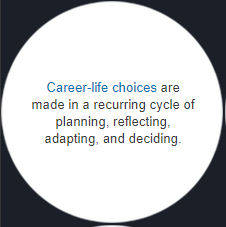 Career-life choices are
made in a recurring cycle of
planning, reflecting,
adapting, and deciding.